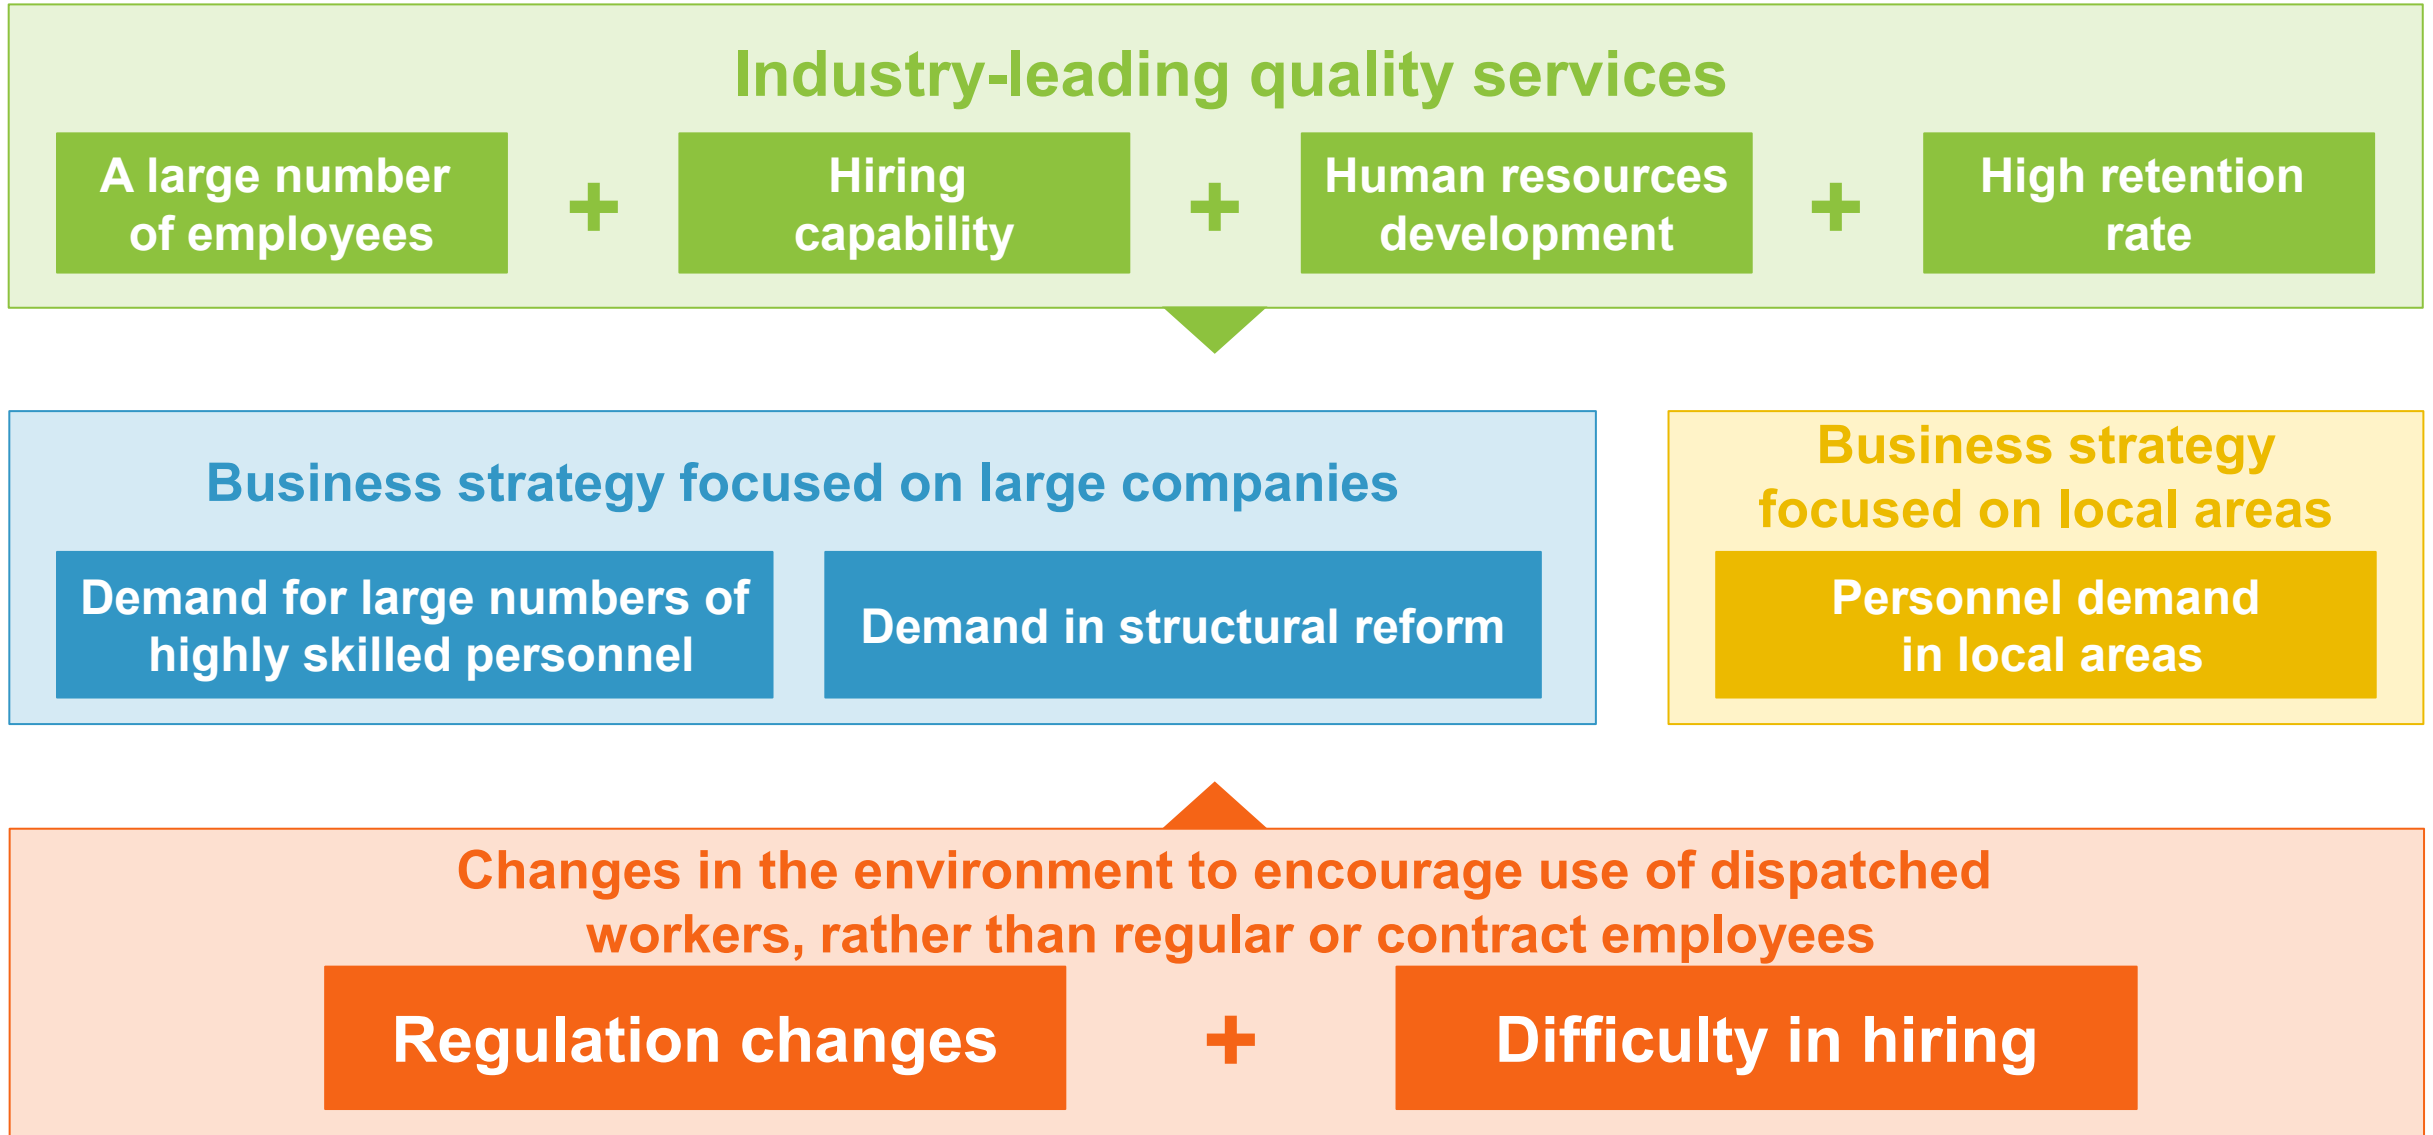 Industry-leading quality services
A large number
of employees
+
Hiring
capability
+
Human resources
development
+
High retention
rate
Business strategy focused on large companies
Demand for large numbers of
highly skilled personnel
Demand in structural reform
Business strategy
focused on local areas
Personnel demand
in local areas
Changes in the environment to encourage use of dispatched
workers, rather than regular or contract employees
Regulation changes
+
Difficulty in hiring